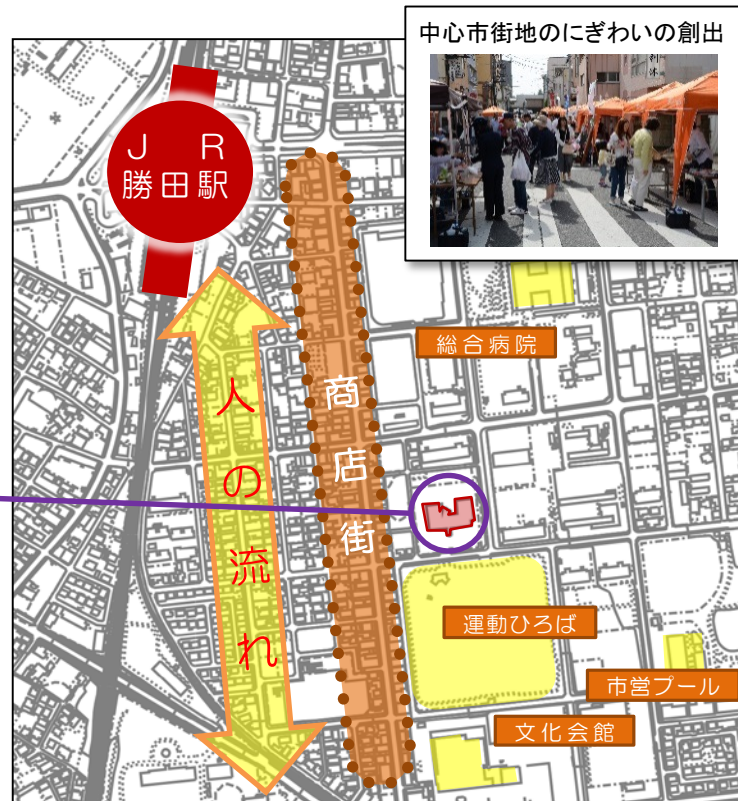 中心市街地のにぎわいの創出
JR
勝田駅
総合病院
人の流れ
商店街
運動ひろば
市営プール
文化会館